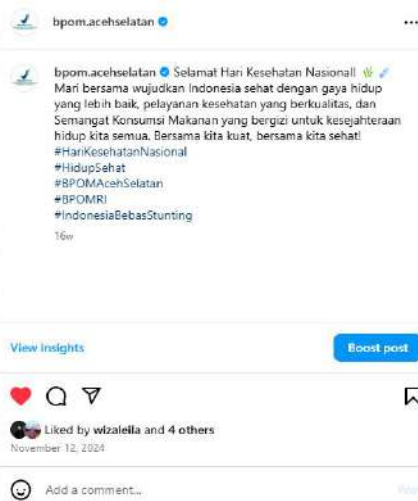 bpom.acehselatan
bpom.acehselatan Selamat Hari Kesehatan Nasional!
Mari bersama wujudkan Indonesia sehat dengan gaya hidup
yang lebih baik, pelayanan kesehatan yang berkualitas, dan
Semangat Konsumsi Makanan yang bergizi untuk kesejahteraan
hidup kita semua. Bersama kita kuat, bersama kita sehat!
#HariKesehatanNasional
#HidupSehat
#BPOMAcehSelatan
#BPOMRI
#IndonesiaBebasStunting
16w
View insights
Boost post
Liked by wizaleila and 4 others
November 12, 2024
Add a comment...